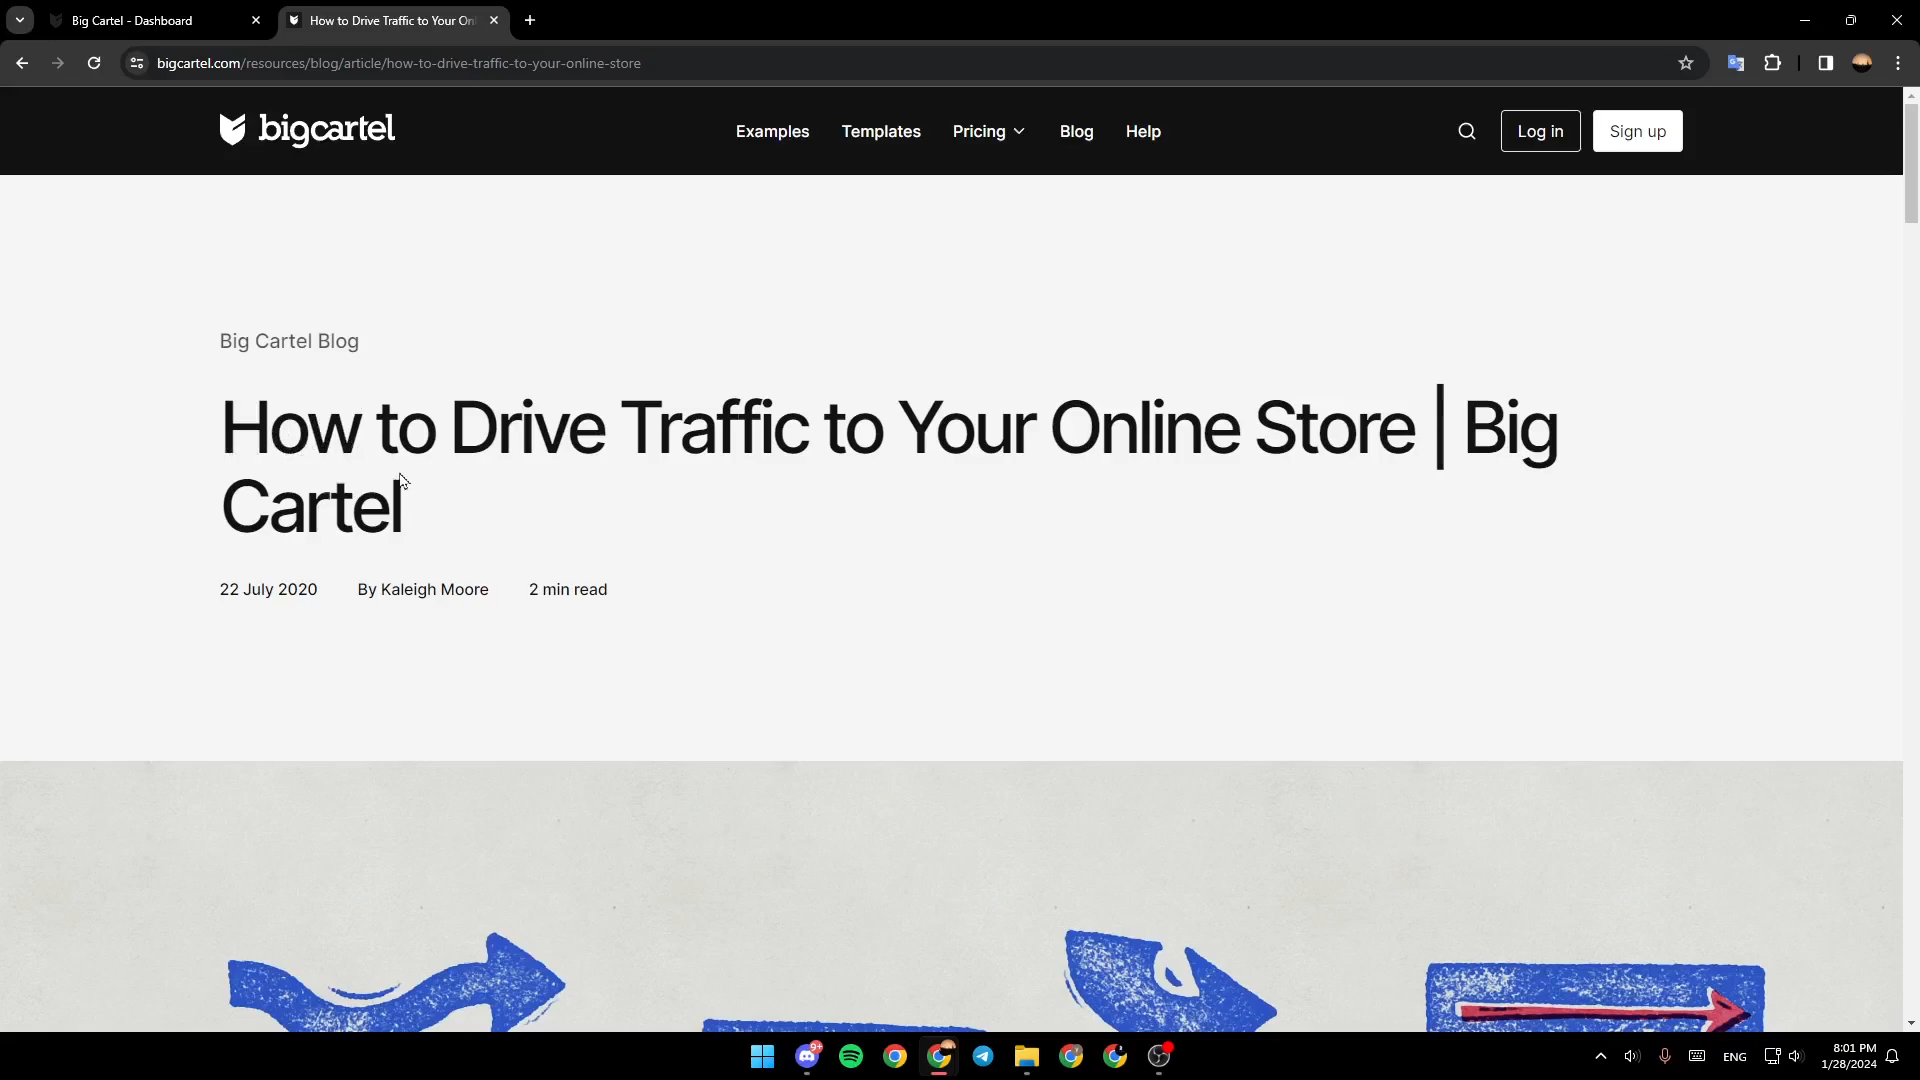 Big Cartel - Dashboard
How to Drive Traffic to Your Onl
bigcartel.com/resources/blog/article/how-to-drive-traffic-to-your-online-store
bigcartel
Examples
Templates
Pricing
Blog
Help
Log in
Sign up
Big Cartel Blog
How to Drive Traffic to Your Online Store | Big
Cartel
22 July 2020
By Kaleigh Moore
2 min read
9+
ENG
8:01 PM
1/28/2024